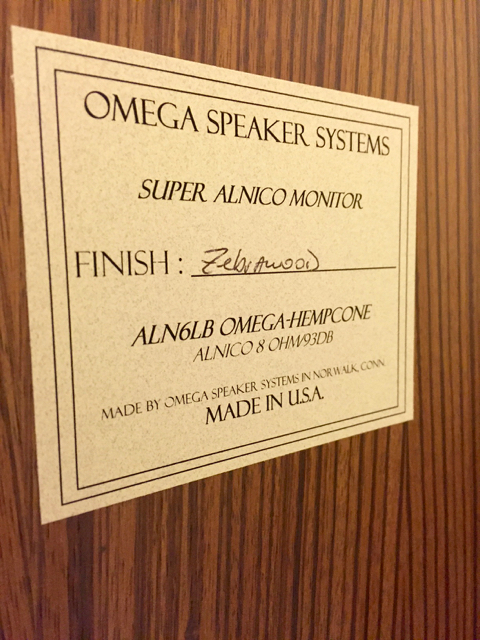 OMEGA SPEAKER SYSTEMS
SUPER ALNICO MONITOR
FINISH : Zebrawood
ALN6LB OMEGA-HEMPCONE
ALNICO 8 OHM/93DB
MADE BY OMEGA SPEAKER SYSTEMS IN NORWALK, CONN.
MADE IN U.S.A.